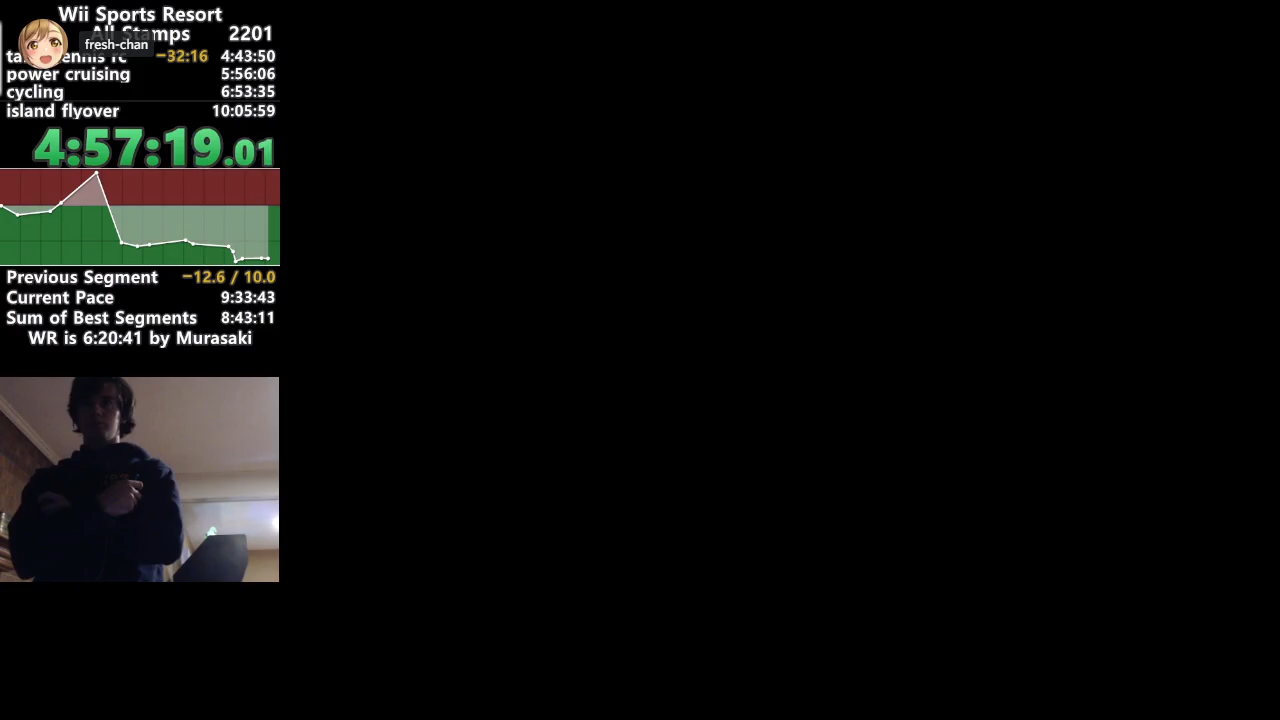 Wii Sports Resort
All Stamps 2201
fresh-chan
−32:16 4:43:50
power cruising 5:56:06
cycling 6:53:35
island flyover 10:05:59
4:57:19.01
Previous Segment −12.6 / 10.0
Current Pace 9:33:43
Sum of Best Segments 8:43:11
WR is 6:20:41 by Murasaki